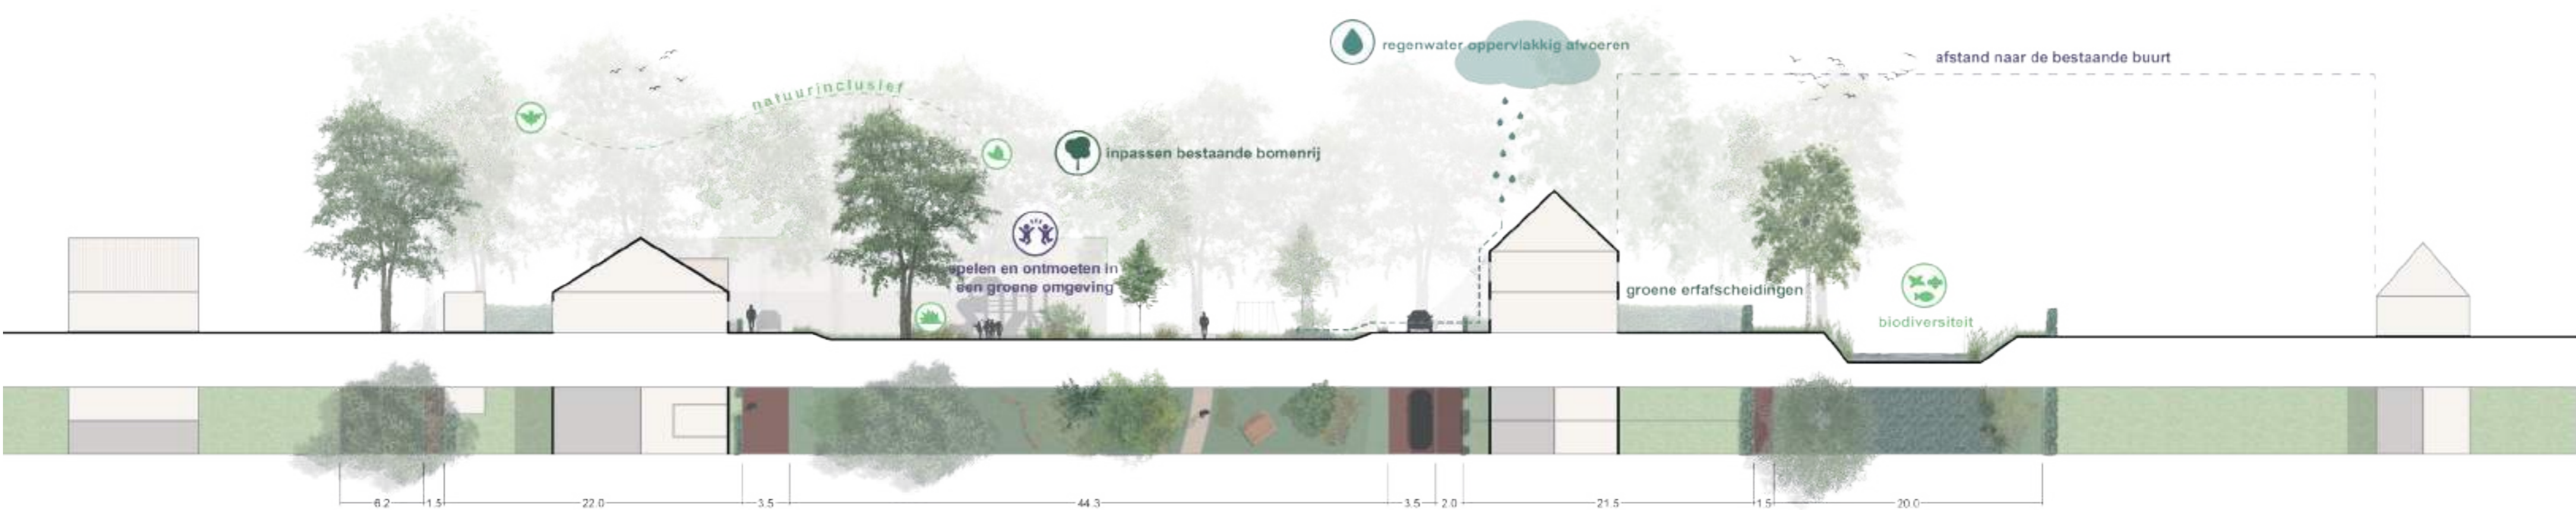 regenwater oppervlakkig afvoeren
afstand naar de bestaande buurt
natuurinclusief
inpassen bestaande bomenrij
spelen en ontmoeten in
een groene omgeving
groene erfafscheidingen
biodiversiteit
6.2 1.5 22.0 3.5 44.3 3.5 2.0 21.5 1.5 20.0